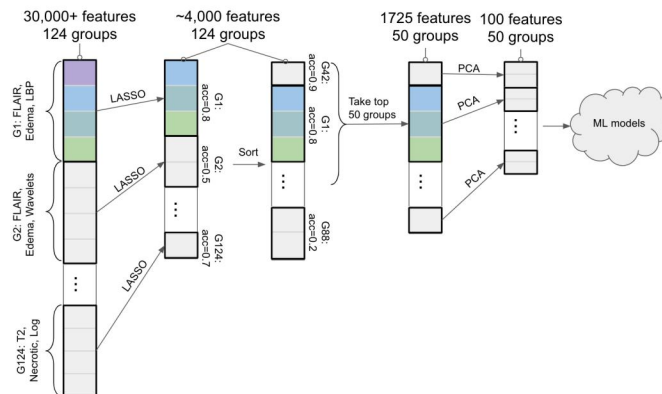 30,000+ features
124 groups
~4,000 features
124 groups
1725 features
50 groups
100 features
50 groups
G1: FLAIR,
Edema, LBP
G2: FLAIR,
Edema, Wavelets
G124: T2,
Necrotic, Log
LASSO
LASSO
LASSO
G1:
acc=0.8
G2:
acc=0.5
G124:
acc=0.7
Sort
G42:
acc=0.9
G1:
acc=0.8
G88:
acc=0.2
Take top
50 groups
PCA
PCA
PCA
ML models